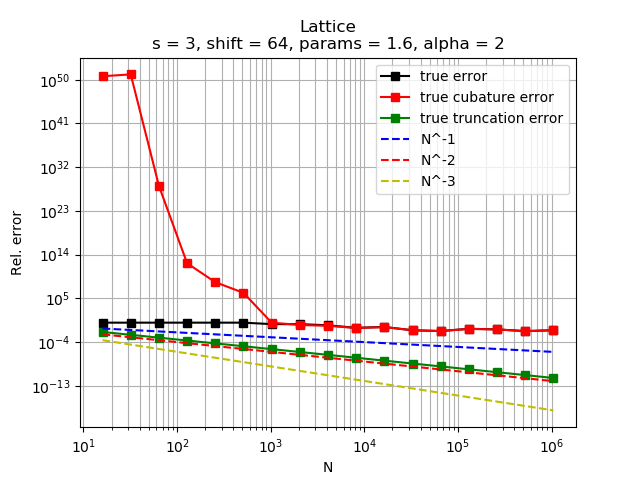 Lattice
s = 3, shift = 64, params = 1.6, alpha = 2
true error
true cubature error
true truncation error
N^-1
N^-2
N^-3
Rel. error
10^50
10^41
10^32
10^23
10^14
10^5
10^-4
10^-13
10^1 10^2 10^3 10^4 10^5 10^6
N